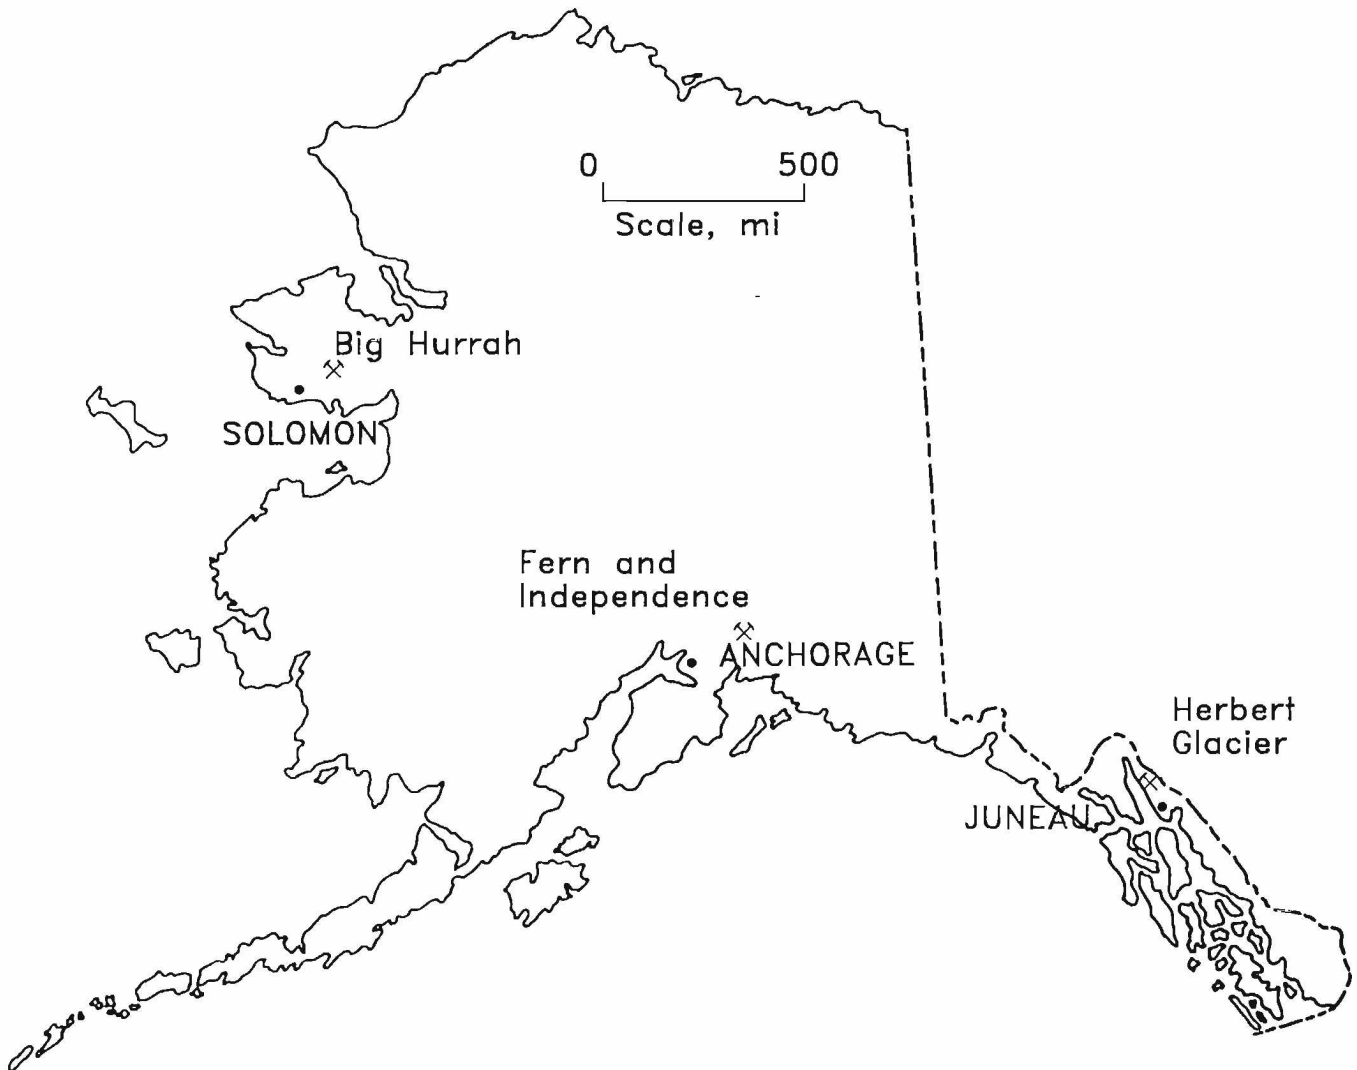 0 500
Scale, mi
Big Hurrah
SOLOMON
Fern and
Independence
ANCHORAGE
Herbert
Glacier
JUNEAU